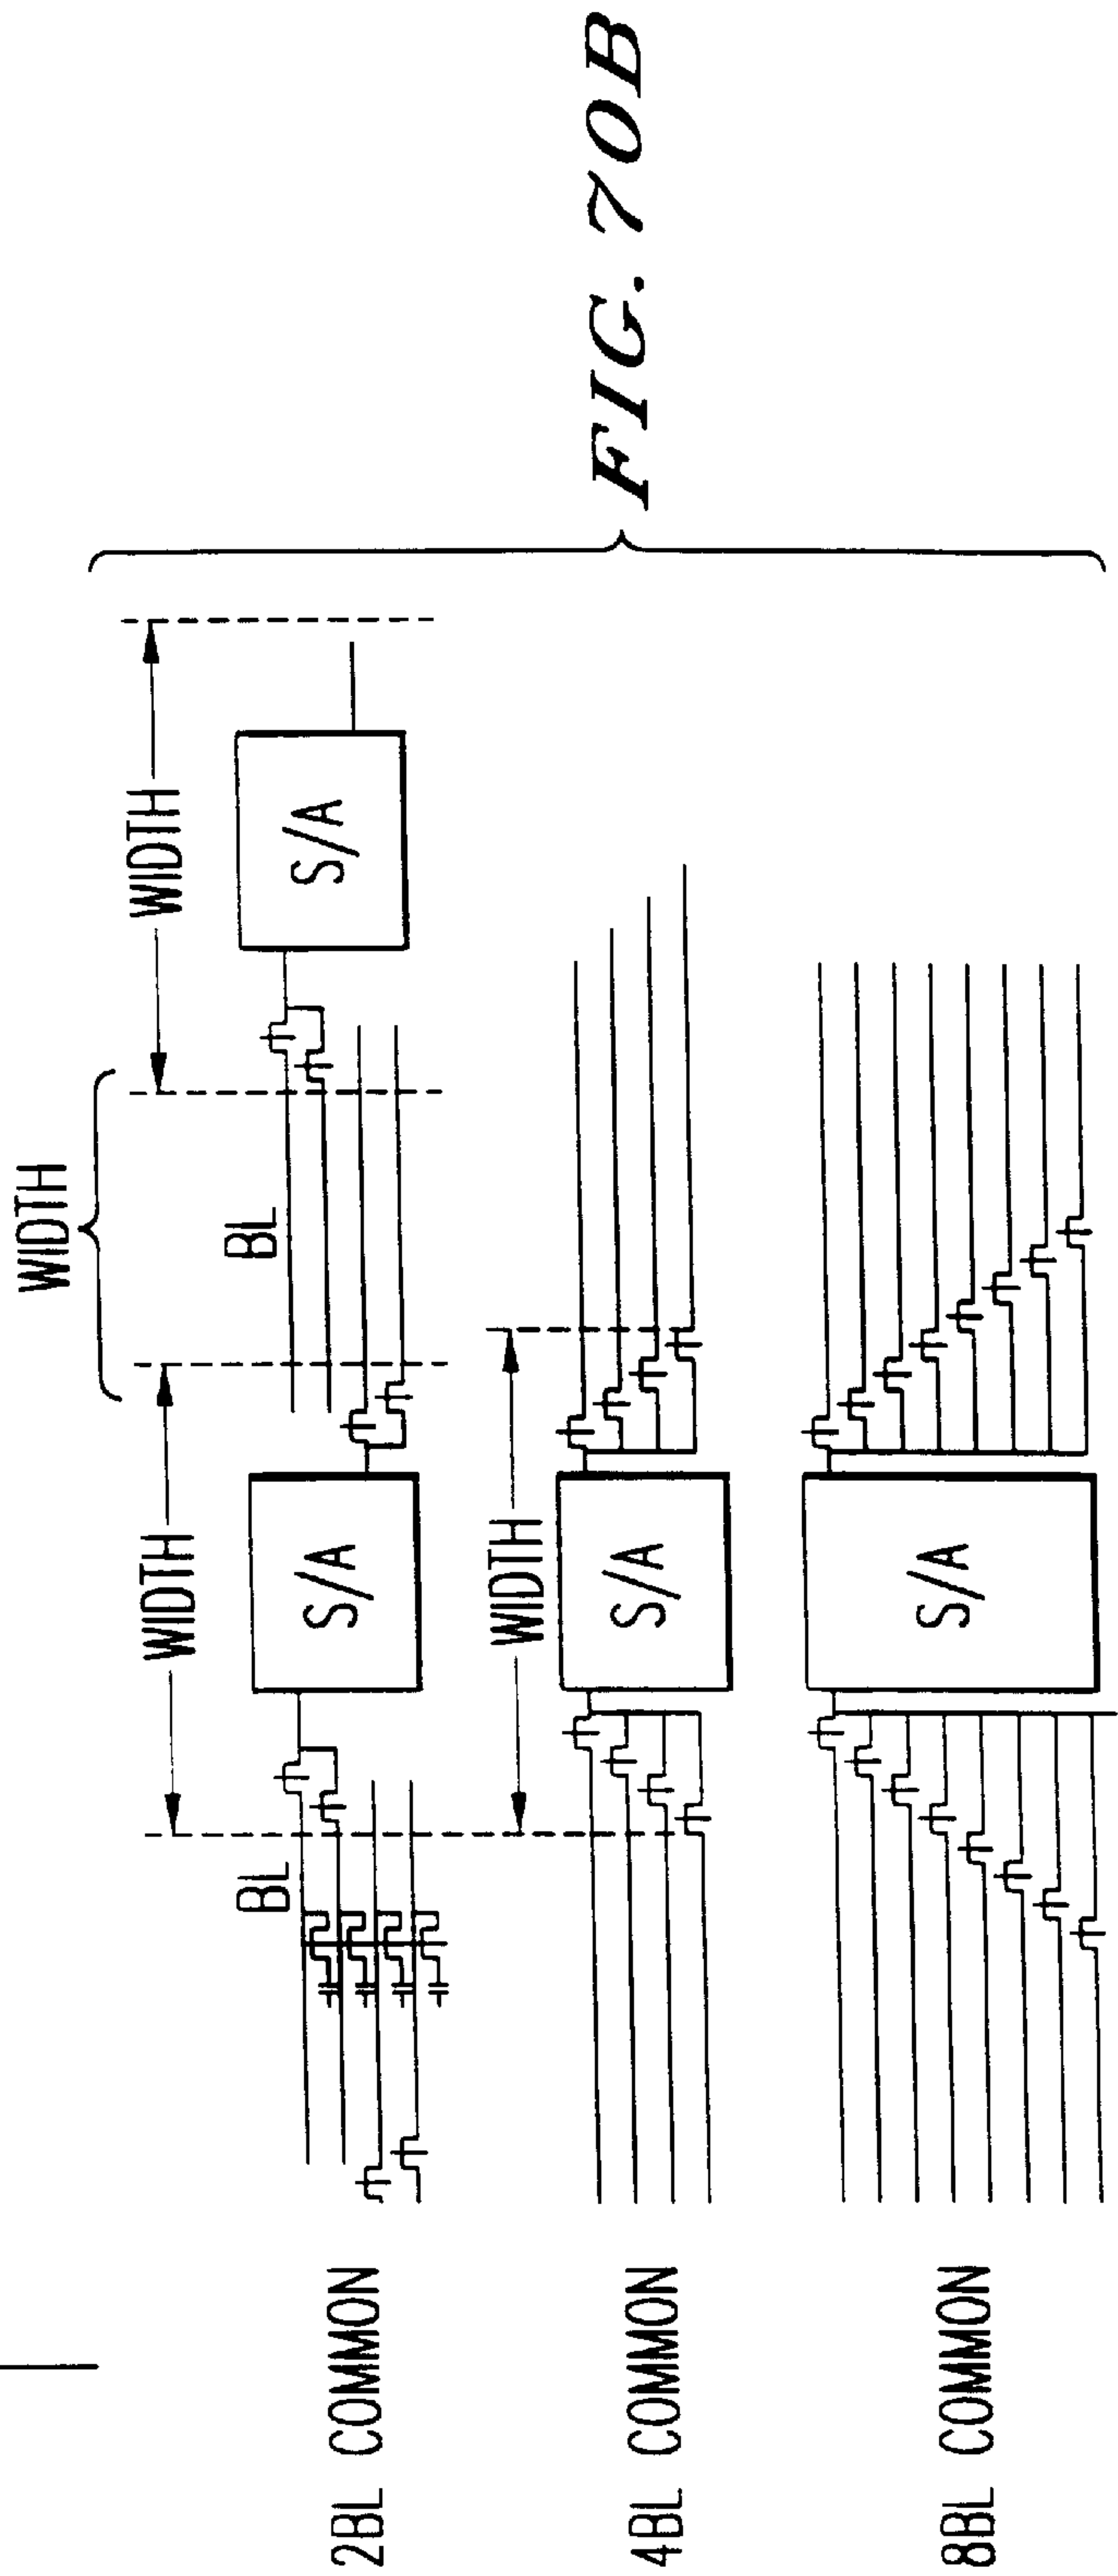 WIDTH
WIDTH
WIDTH
BL
BL
2BL COMMON
S/A
S/A
WIDTH
4BL COMMON
S/A
8BL COMMON
S/A
FIG. 70B